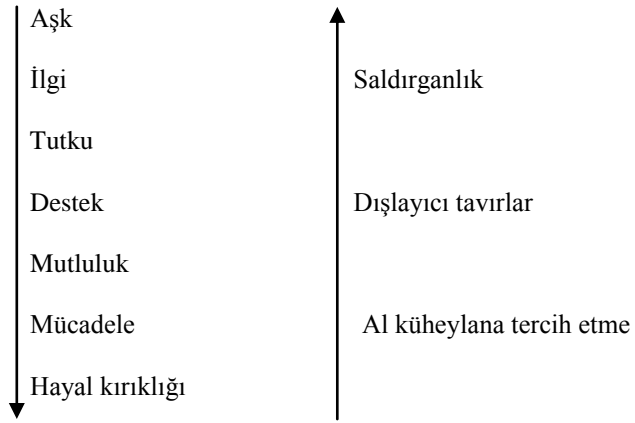 Aşk
İlgi
Tutku
Destek
Mutluluk
Mücadele
Hayal kırıklığı
Saldırganlık
Dışlayıcı tavırlar
Al küheylana tercih etme